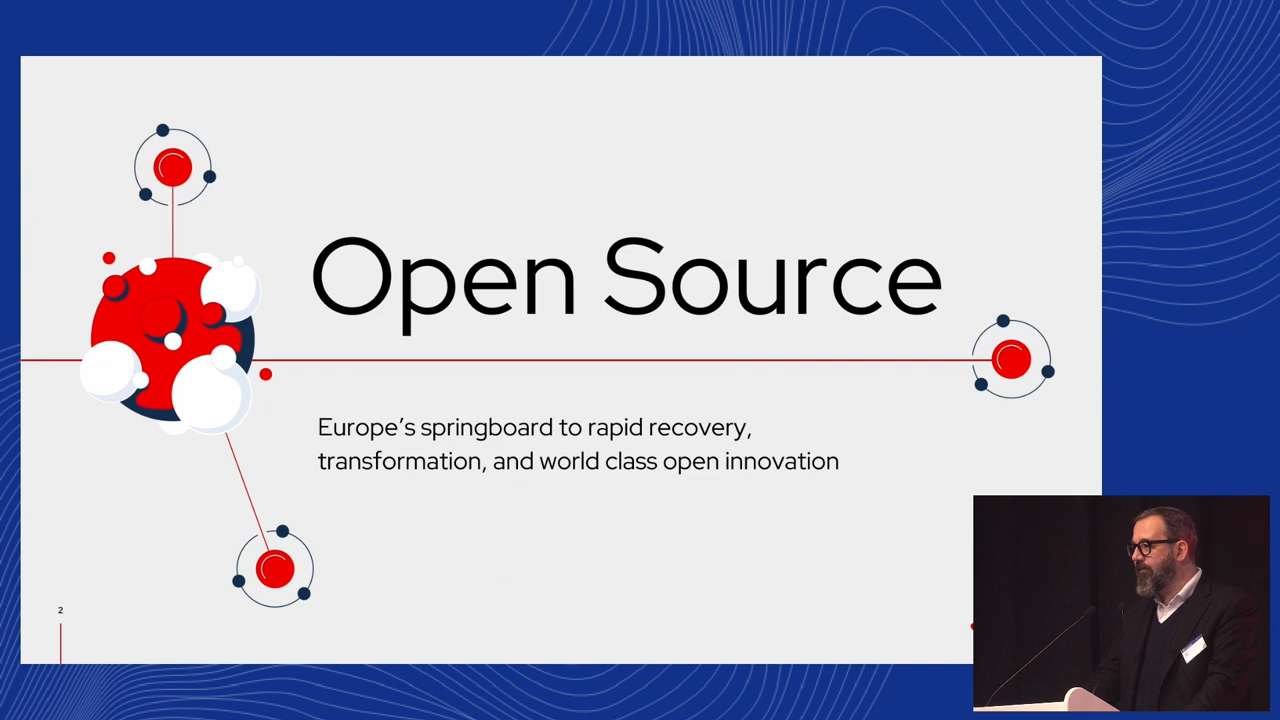 Open Source
Europe’s springboard to rapid recovery,
transformation, and world class open innovation
2